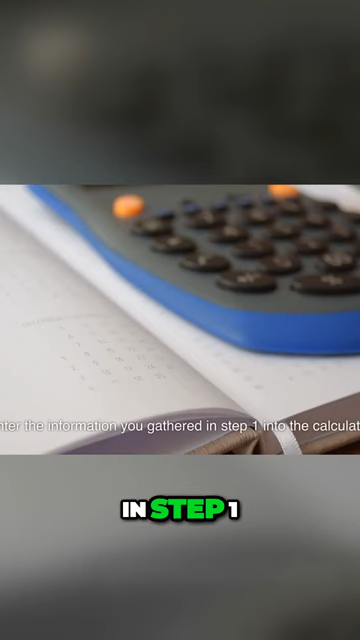 nter the information you gathered in step 1 into the calculat
IN STEP 1